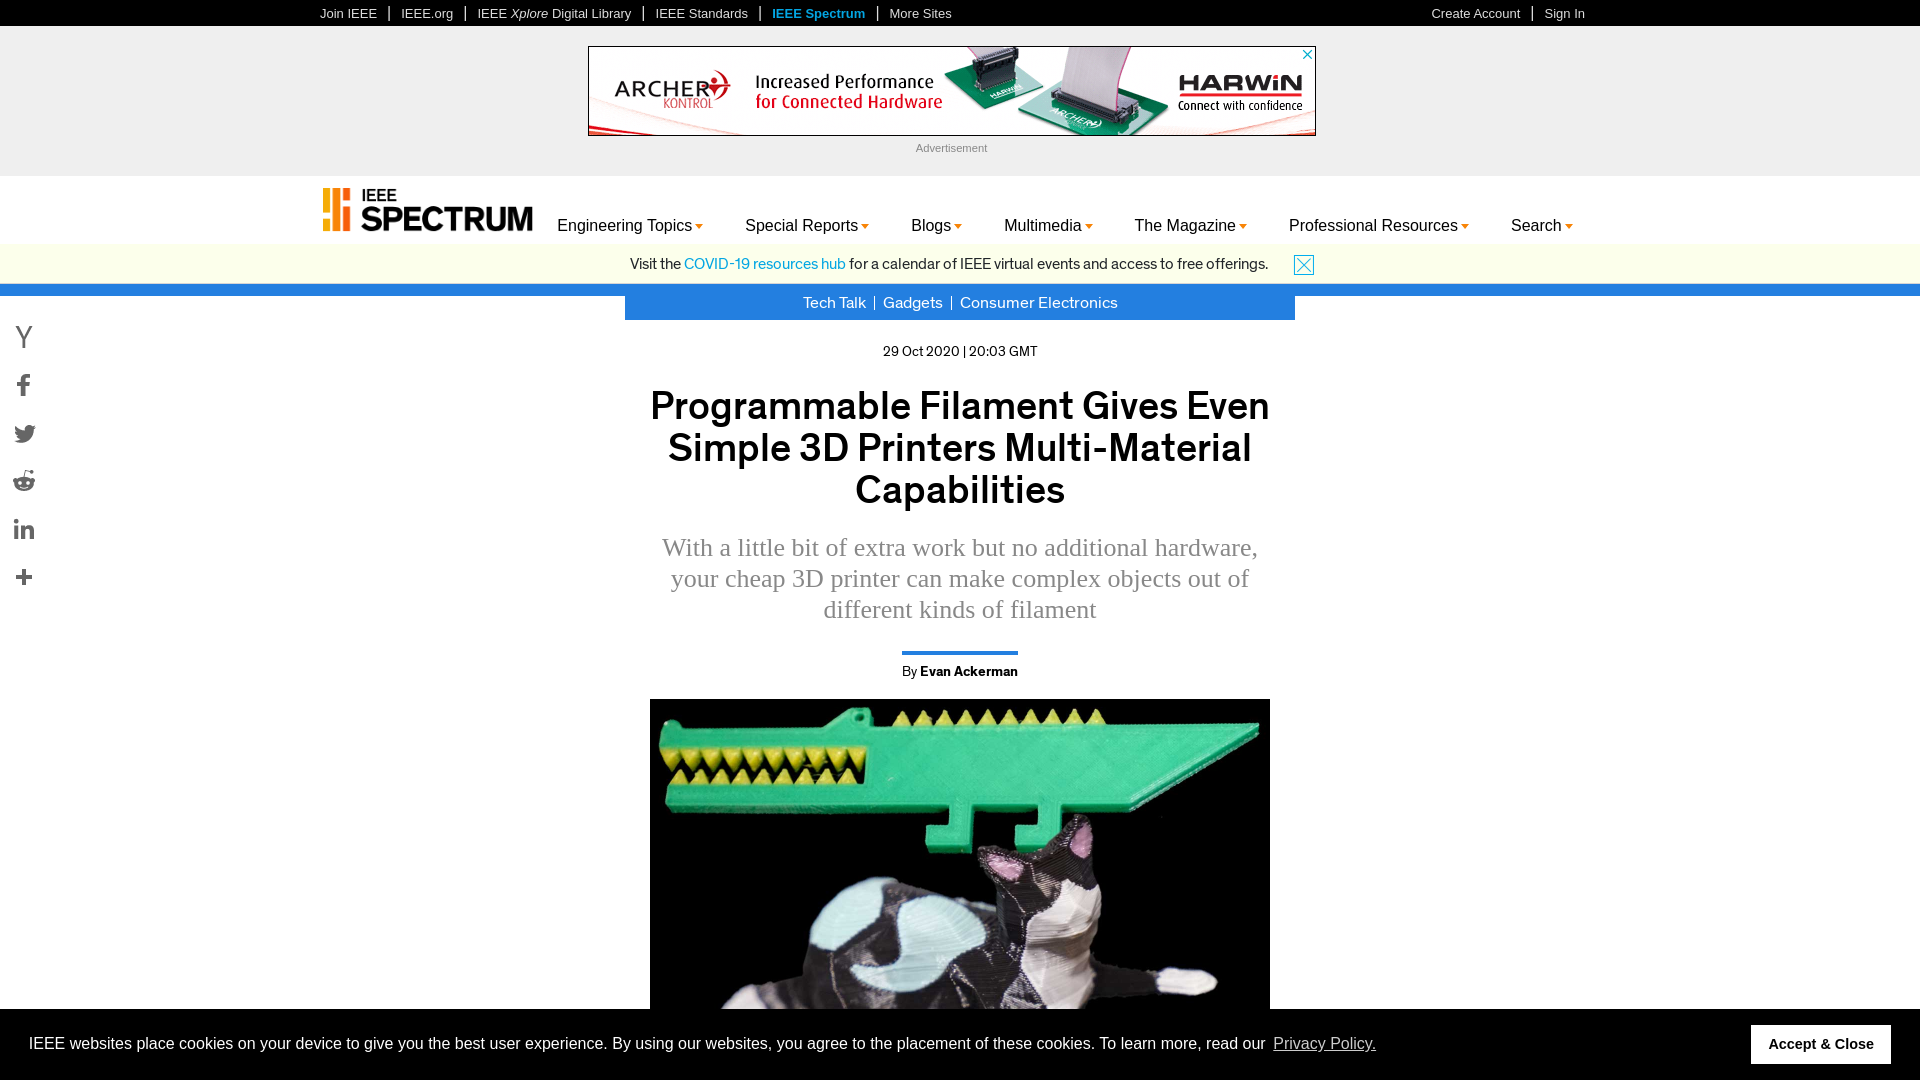 Join IEEE | IEEE.org | IEEE Xplore Digital Library | IEEE Standards | IEEE Spectrum | More Sites
Create Account | Sign In
ARCHER KONTROL
Increased Performance
for Connected Hardware
HARWIN
ARCHER
HARWIN
Connect with confidence
Advertisement
IEEE
SPECTRUM
Engineering Topics
Special Reports
Blogs
Multimedia
The Magazine
Professional Resources
Search
Visit the COVID-19 resources hub for a calendar of IEEE virtual events and access to free offerings.
Tech Talk | Gadgets | Consumer Electronics
29 Oct 2020 | 20:03 GMT
Programmable Filament Gives Even
Simple 3D Printers Multi-Material
Capabilities
With a little bit of extra work but no additional hardware,
your cheap 3D printer can make complex objects out of
different kinds of filament
By Evan Ackerman
IEEE websites place cookies on your device to give you the best user experience. By using our websites, you agree to the placement of these cookies. To learn more, read our Privacy Policy.
Accept & Close